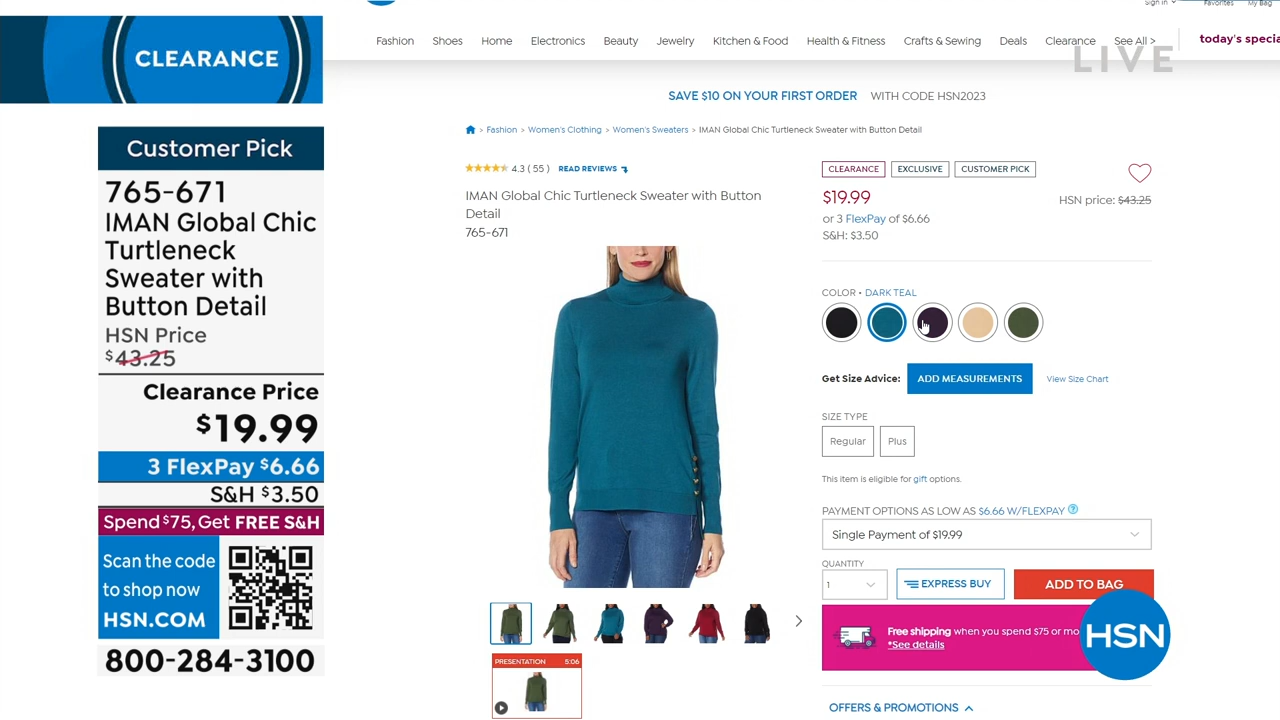 CLEARANCE
Customer Pick
765-671
IMAN Global Chic
Turtleneck
Sweater with
Button Detail
HSN Price
$43.25
Clearance Price
$19.99
3 FlexPay $6.66
S&H $3.50
Spend $75, Get FREE S&H
Scan the code
to shop now
HSN.COM
800-284-3100
Sign in Favorites My Bag
Fashion Shoes Home Electronics Beauty Jewelry Kitchen & Food Health & Fitness Crafts & Sewing Deals Clearance See All > today's specia
LIVE
SAVE $10 ON YOUR FIRST ORDER WITH CODE HSN2023
> Fashion > Women's Clothing > Women's Sweaters > IMAN Global Chic Turtleneck Sweater with Button Detail
4.3 ( 55 ) READ REVIEWS
IMAN Global Chic Turtleneck Sweater with Button
Detail
765-671
PRESENTATION 5:06
CLEARANCE EXCLUSIVE CUSTOMER PICK
$19.99 HSN price: $43.25
or 3 FlexPay of $6.66
S&H: $3.50
COLOR • DARK TEAL
Get Size Advice: ADD MEASUREMENTS View Size Chart
SIZE TYPE
Regular Plus
This item is eligible for gift options.
PAYMENT OPTIONS AS LOW AS $6.66 W/FLEXPAY ?
Single Payment of $19.99
QUANTITY
1 EXPRESS BUY ADD TO BAG
Free shipping when you spend $75 or mo
*See details
HSN
OFFERS & PROMOTIONS